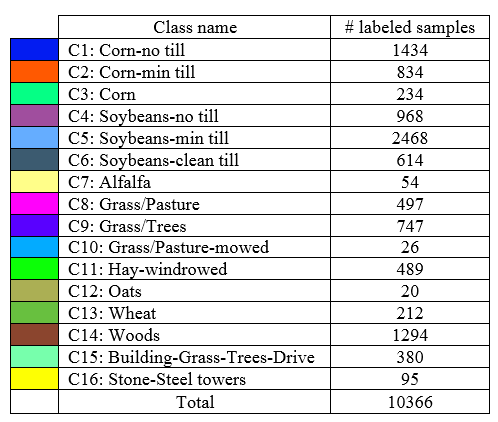 Class name # labeled samples
C1: Corn-no till 1434
C2: Corn-min till 834
C3: Corn 234
C4: Soybeans-no till 968
C5: Soybeans-min till 2468
C6: Soybeans-clean till 614
C7: Alfalfa 54
C8: Grass/Pasture 497
C9: Grass/Trees 747
C10: Grass/Pasture-mowed 26
C11: Hay-windrowed 489
C12: Oats 20
C13: Wheat 212
C14: Woods 1294
C15: Building-Grass-Trees-Drive 380
C16: Stone-Steel towers 95
Total 10366